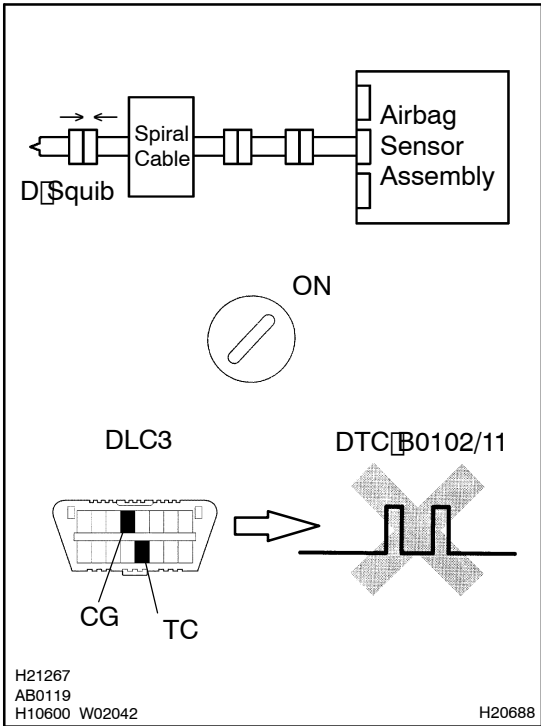 Spiral
Cable
Airbag
Sensor
Assembly
D▯Squib
ON
DLC3
DTC▯B0102/11
CG
TC
H21267
AB0119
H10600 W02042
H20688